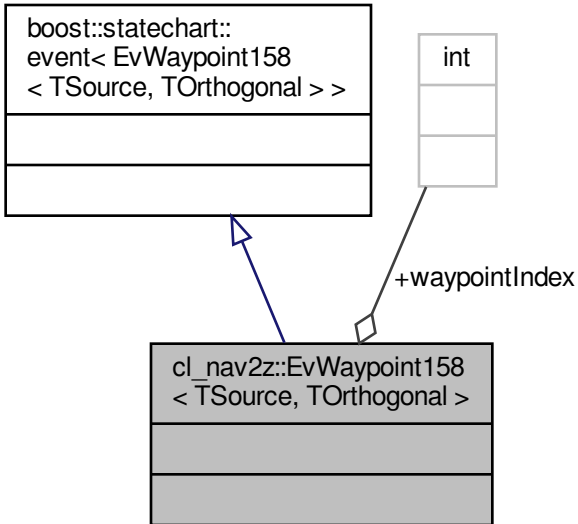 boost::statechart::
event< EvWaypoint158
< TSource, TOrthogonal > >
int
+waypointIndex
cl_nav2z::EvWaypoint158
< TSource, TOrthogonal >